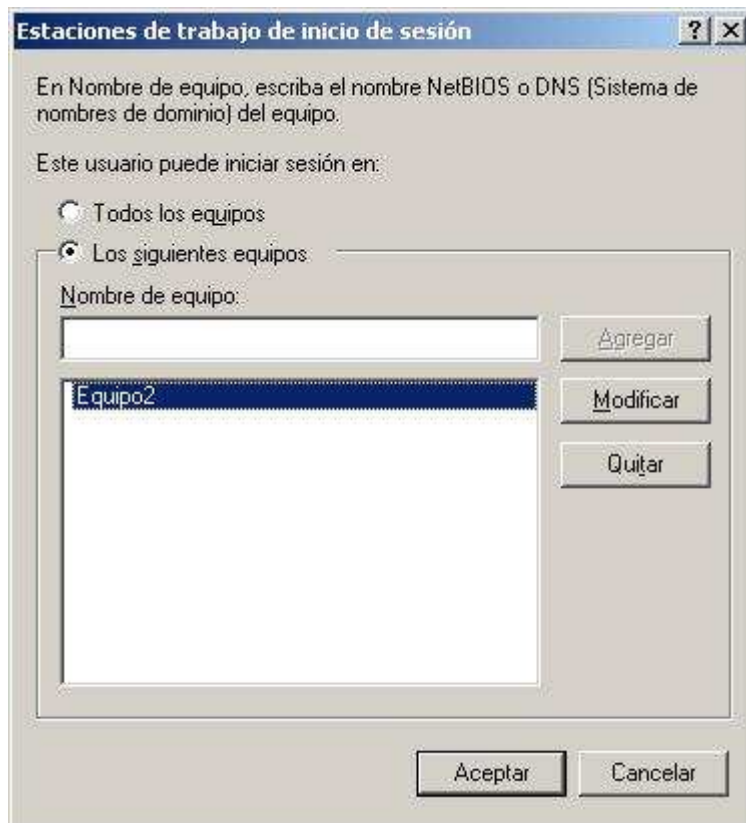 Estaciones de trabajo de inicio de sesión
En Nombre de equipo, escriba el nombre NetBIOS o DNS (Sistema de
nombres de dominio) del equipo.
Este usuario puede iniciar sesión en:
Todos los equipos
Los siguientes equipos
Nombre de equipo:
Agregar
Equipo2
Modificar
Quitar
Aceptar
Cancelar